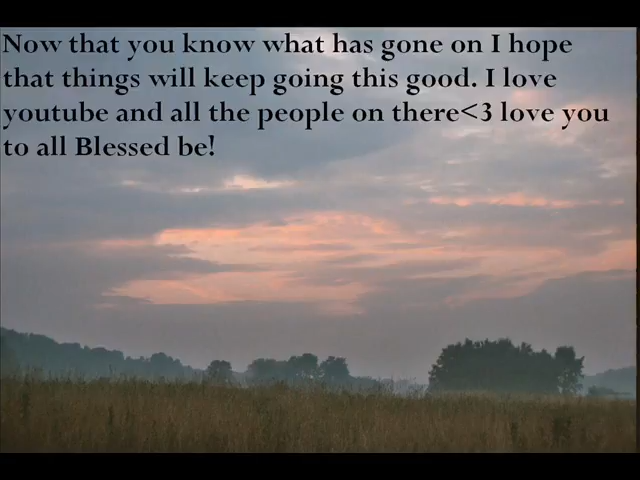 Now that you know what has gone on I hope
that things will keep going this good. I love
youtube and all the people on there<3 love you
to all Blessed be!